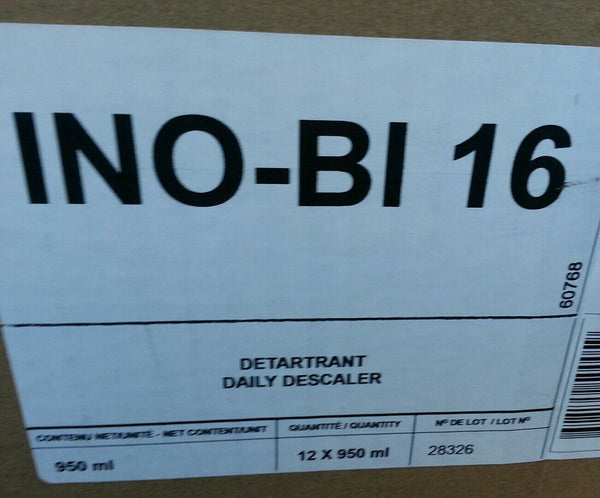 INO-BI 16
60768
DETARTRANT
DAILY DESCALER
CONTENU NET/UNITÉ - NET CONTENT/UNIT
QUANTITÉ / QUANTITY
Nº DE LOT / LOT Nº
950 ml
12 X 950 ml
28326